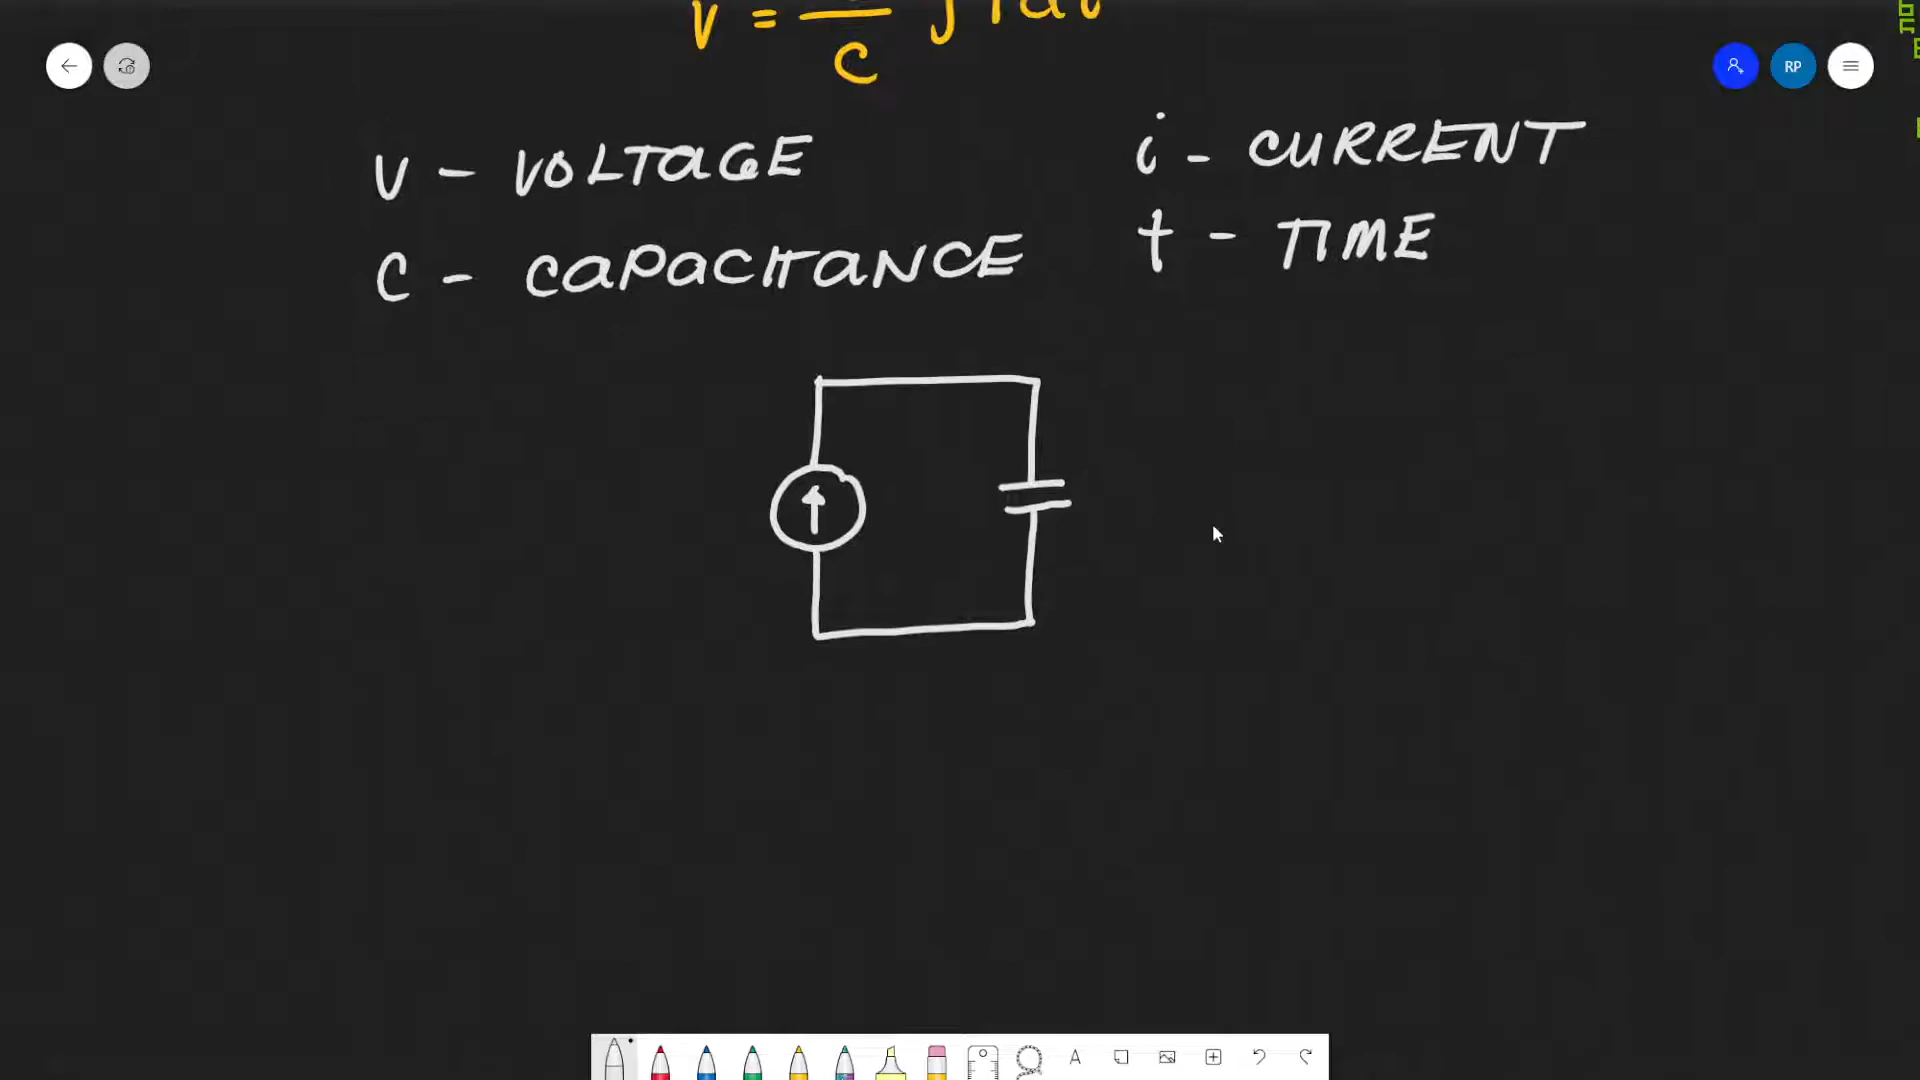 v =
c
v - VOLTAGE
i - CURRENT
C - CAPACITANCE
t - TIME
RP
A